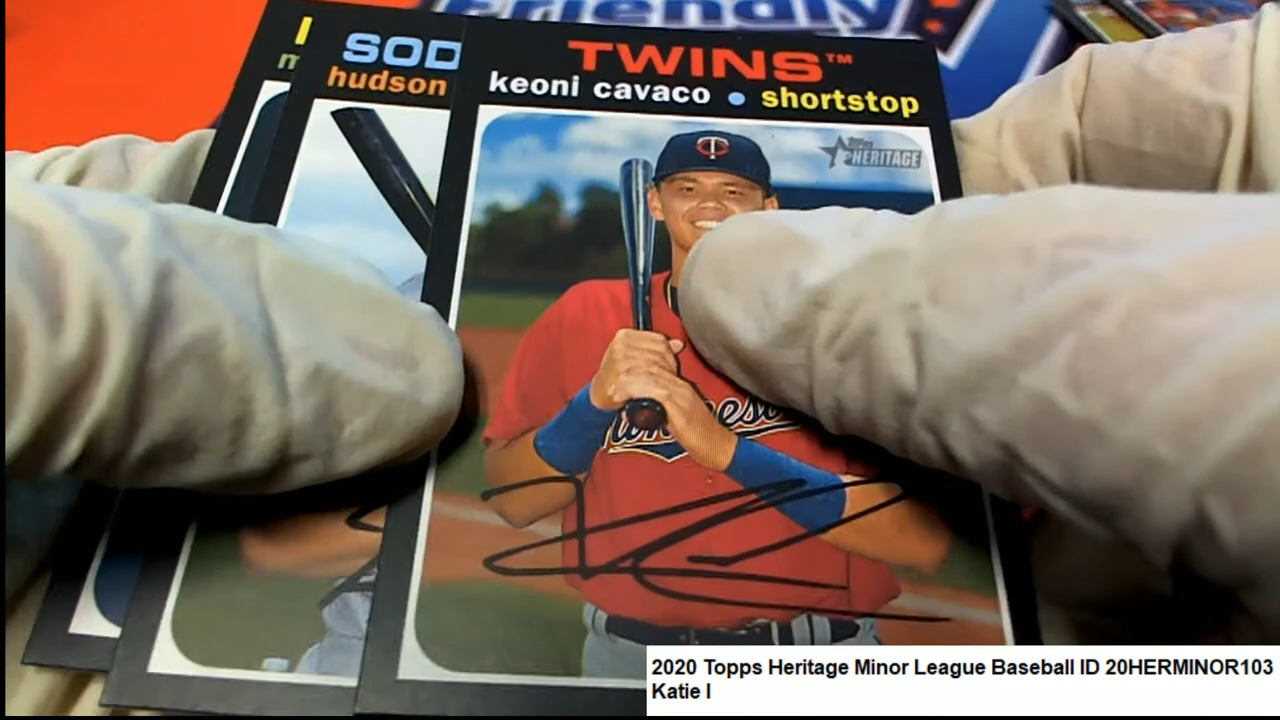 friendly
TWINS™
keoni cavaco • shortstop
SOD
hudson
Topps HERITAGE
2020 Topps Heritage Minor League Baseball ID 20HERMINOR103
Katie I